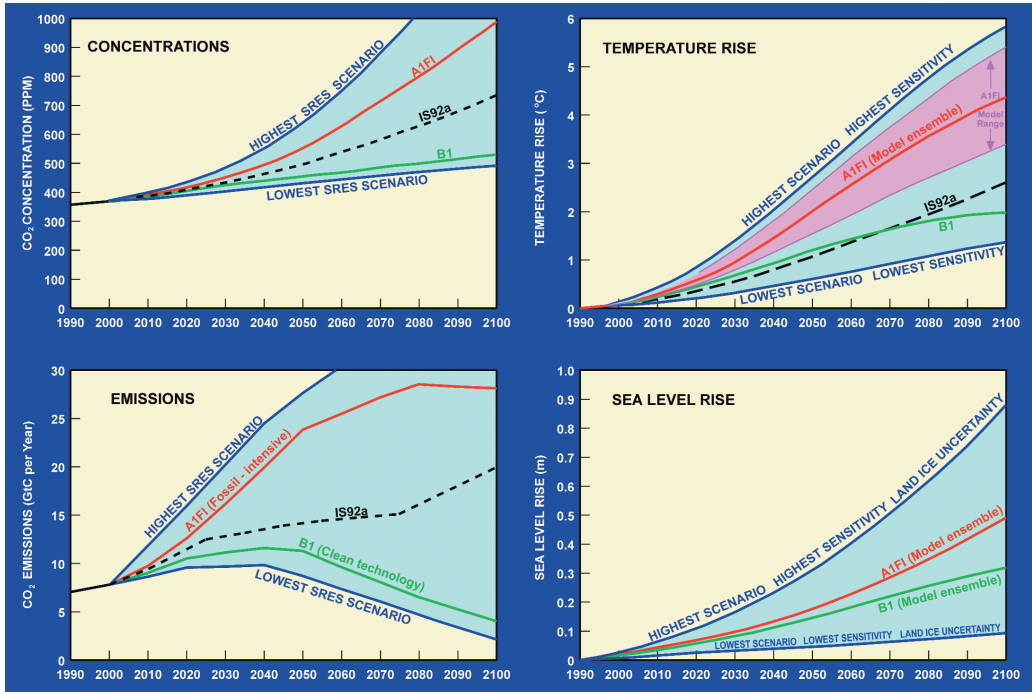 CONCENTRATIONS
CO2 CONCENTRATION (PPM)
1000
900
800
700
600
500
400
300
200
100
0
HIGHEST SRES SCENARIO
A1FI
IS92a
B1
LOWEST SRES SCENARIO
1990 2000 2010 2020 2030 2040 2050 2060 2070 2080 2090 2100
TEMPERATURE RISE
TEMPERATURE RISE (°C)
6
5
4
3
2
1
0
HIGHEST SCENARIO HIGHEST SENSITIVITY
A1FI (Model ensemble)
A1FI
Model
Range
IS92a
B1
LOWEST SCENARIO LOWEST SENSITIVITY
1990 2000 2010 2020 2030 2040 2050 2060 2070 2080 2090 2100
EMISSIONS
CO2 EMISSIONS (GtC per Year)
30
25
20
15
10
5
0
HIGHEST SRES SCENARIO
A1FI (Fossil - intensive)
IS92a
B1 (Clean technology)
LOWEST SRES SCENARIO
1990 2000 2010 2020 2030 2040 2050 2060 2070 2080 2090 2100
SEA LEVEL RISE
SEA LEVEL RISE (m)
1.0
0.9
0.8
0.7
0.6
0.5
0.4
0.3
0.2
0.1
0
HIGHEST SCENARIO HIGHEST SENSITIVITY LAND ICE UNCERTAINTY
A1FI (Model ensemble)
B1 (Model ensemble)
LOWEST SCENARIO LOWEST SENSITIVITY LAND ICE UNCERTAINTY
1990 2000 2010 2020 2030 2040 2050 2060 2070 2080 2090 2100